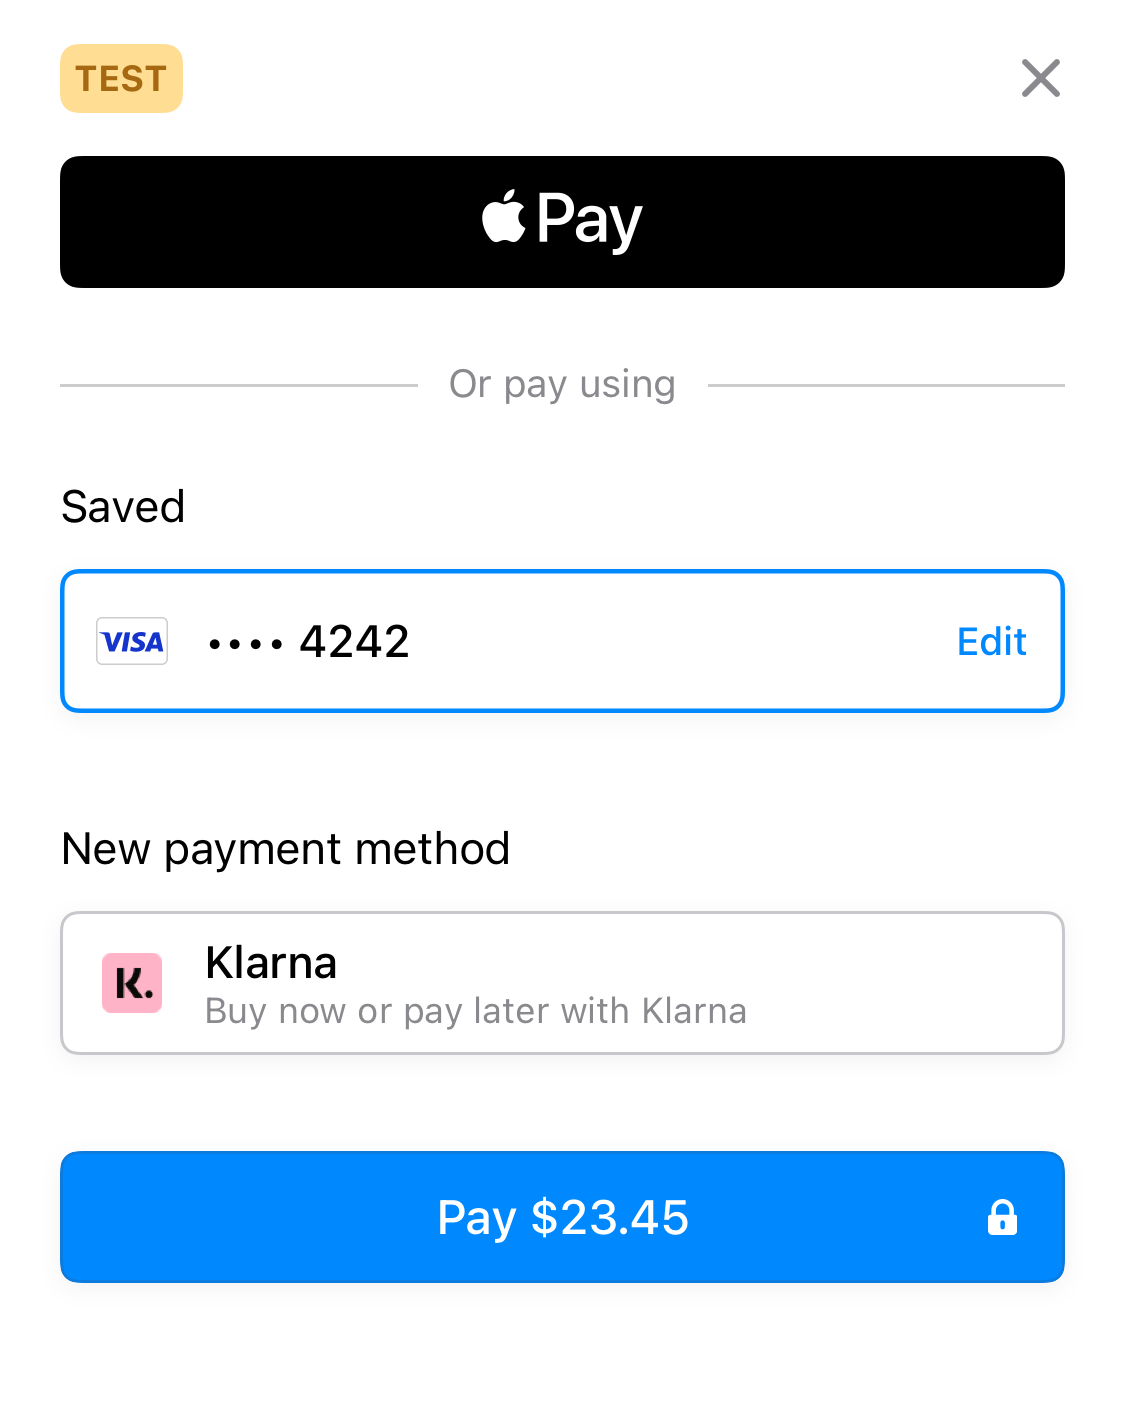 TEST
Pay
Or pay using
Saved
VISA •••• 4242 Edit
New payment method
K. Klarna
Buy now or pay later with Klarna
Pay $23.45